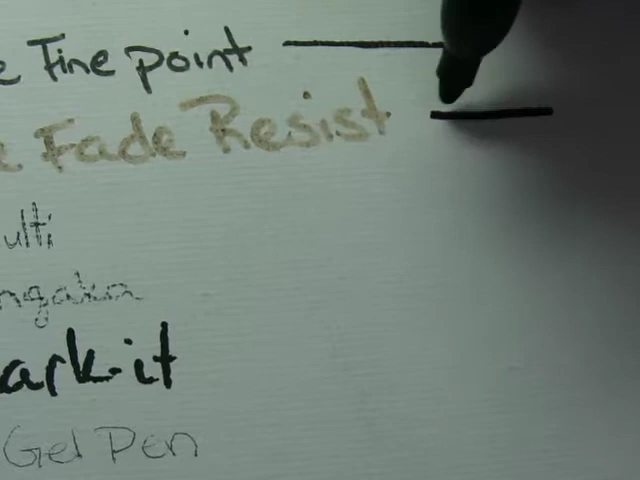 e Fine point
e Fade Resist
ulti
ark-it
Gel Pen